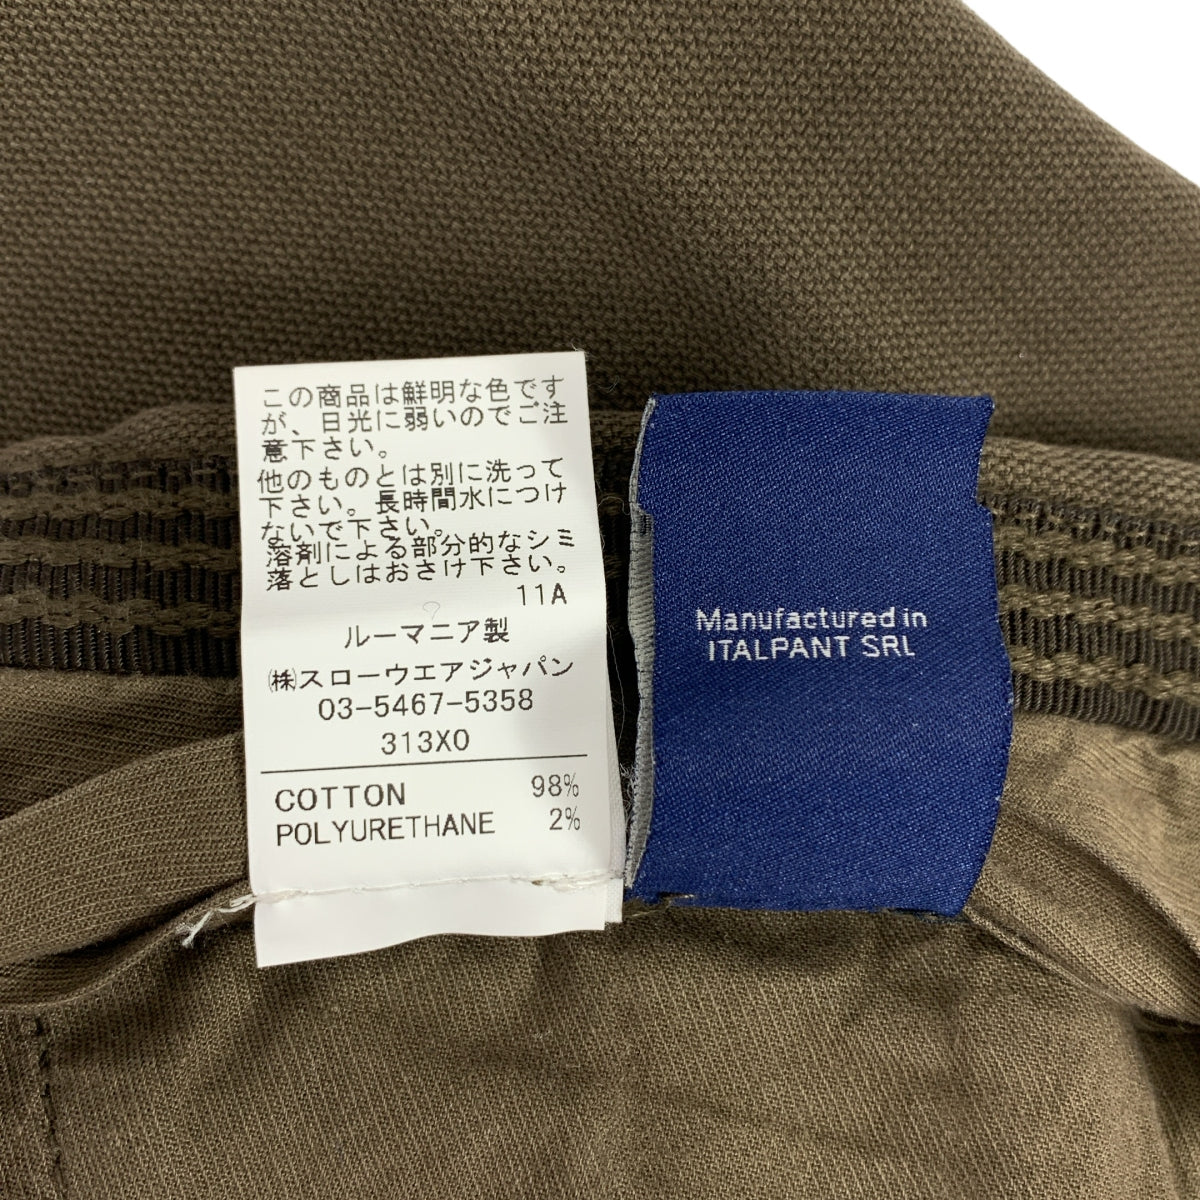 この商品は鮮明な色です
が、日光に弱いのでご注
意下さい。
他のものとは別に洗って
下さい。長時間水につけ
ないで下さい。
溶剤による部分的なシミ
落としはおさけ下さい。
11A
ルーマニア製
㈱スローウエアジャパン
03-5467-5358
313X0
COTTON 98%
POLYURETHANE 2%
Manufactured in
ITALPANT SRL